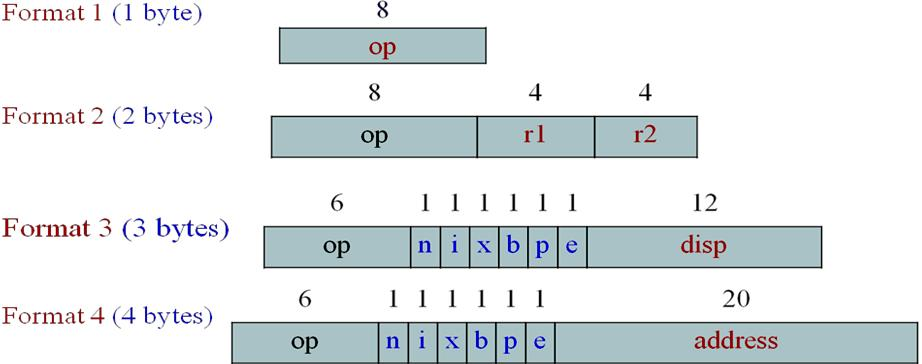 8
Format 1 (1 byte)
op
8 4 4
Format 2 (2 bytes)
op r1 r2
6 1 1 1 1 1 1 12
Format 3 (3 bytes)
op n i x b p e disp
6 1 1 1 1 1 1 20
Format 4 (4 bytes)
op n i x b p e address